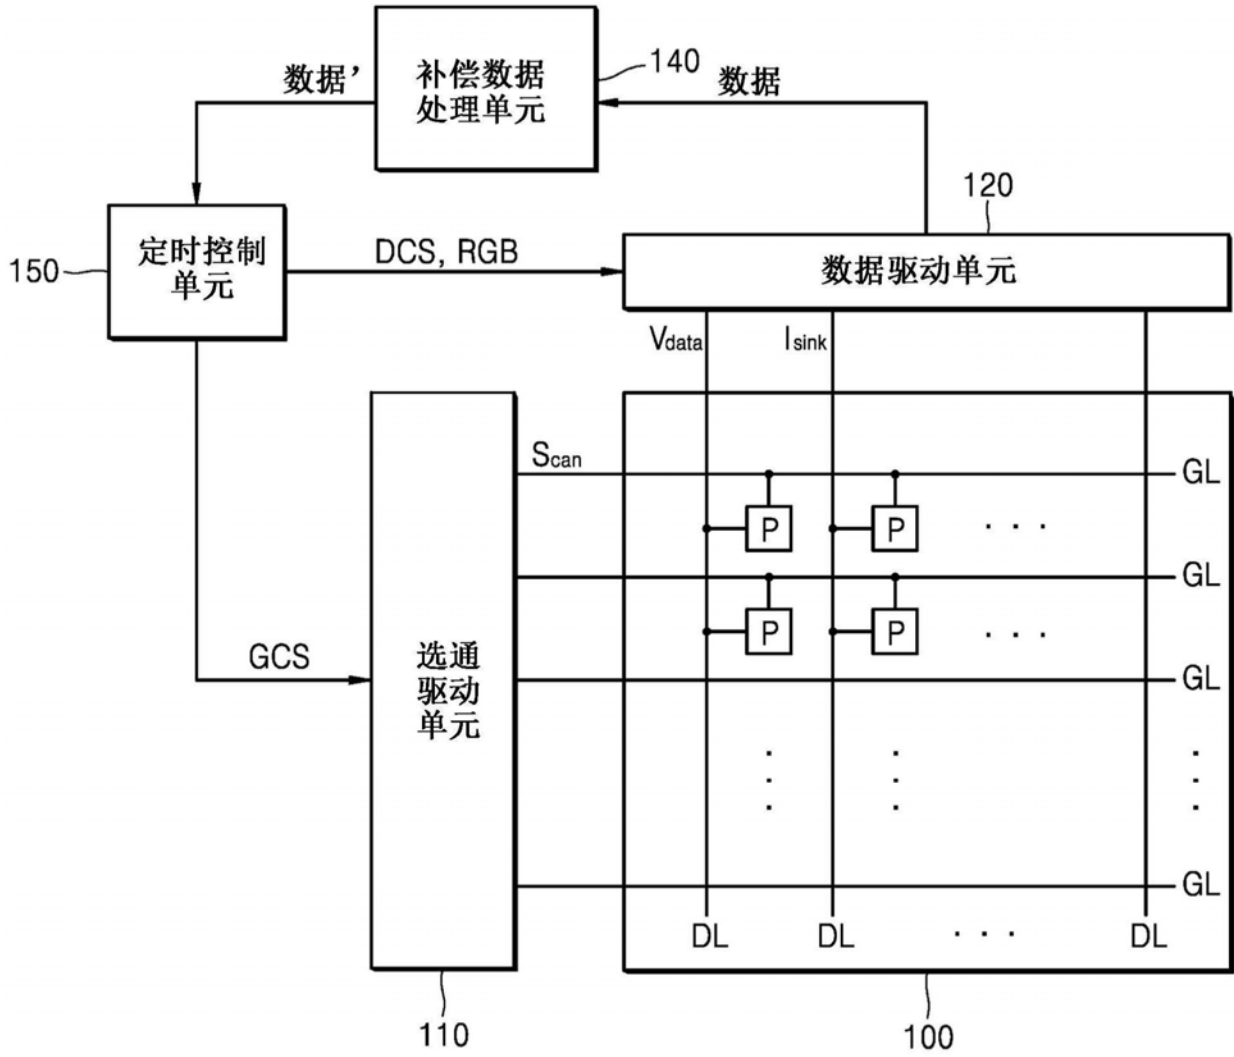 补偿数据
处理单元
140
数据’
数据
120
定时控制
单元
150
DCS, RGB
数据驱动单元
Vdata
Isink
Scan
GL
P
P
· · ·
GL
P
P
· · ·
GCS
选通
驱动
单元
GL
GL
DL
DL
· · ·
DL
110
100